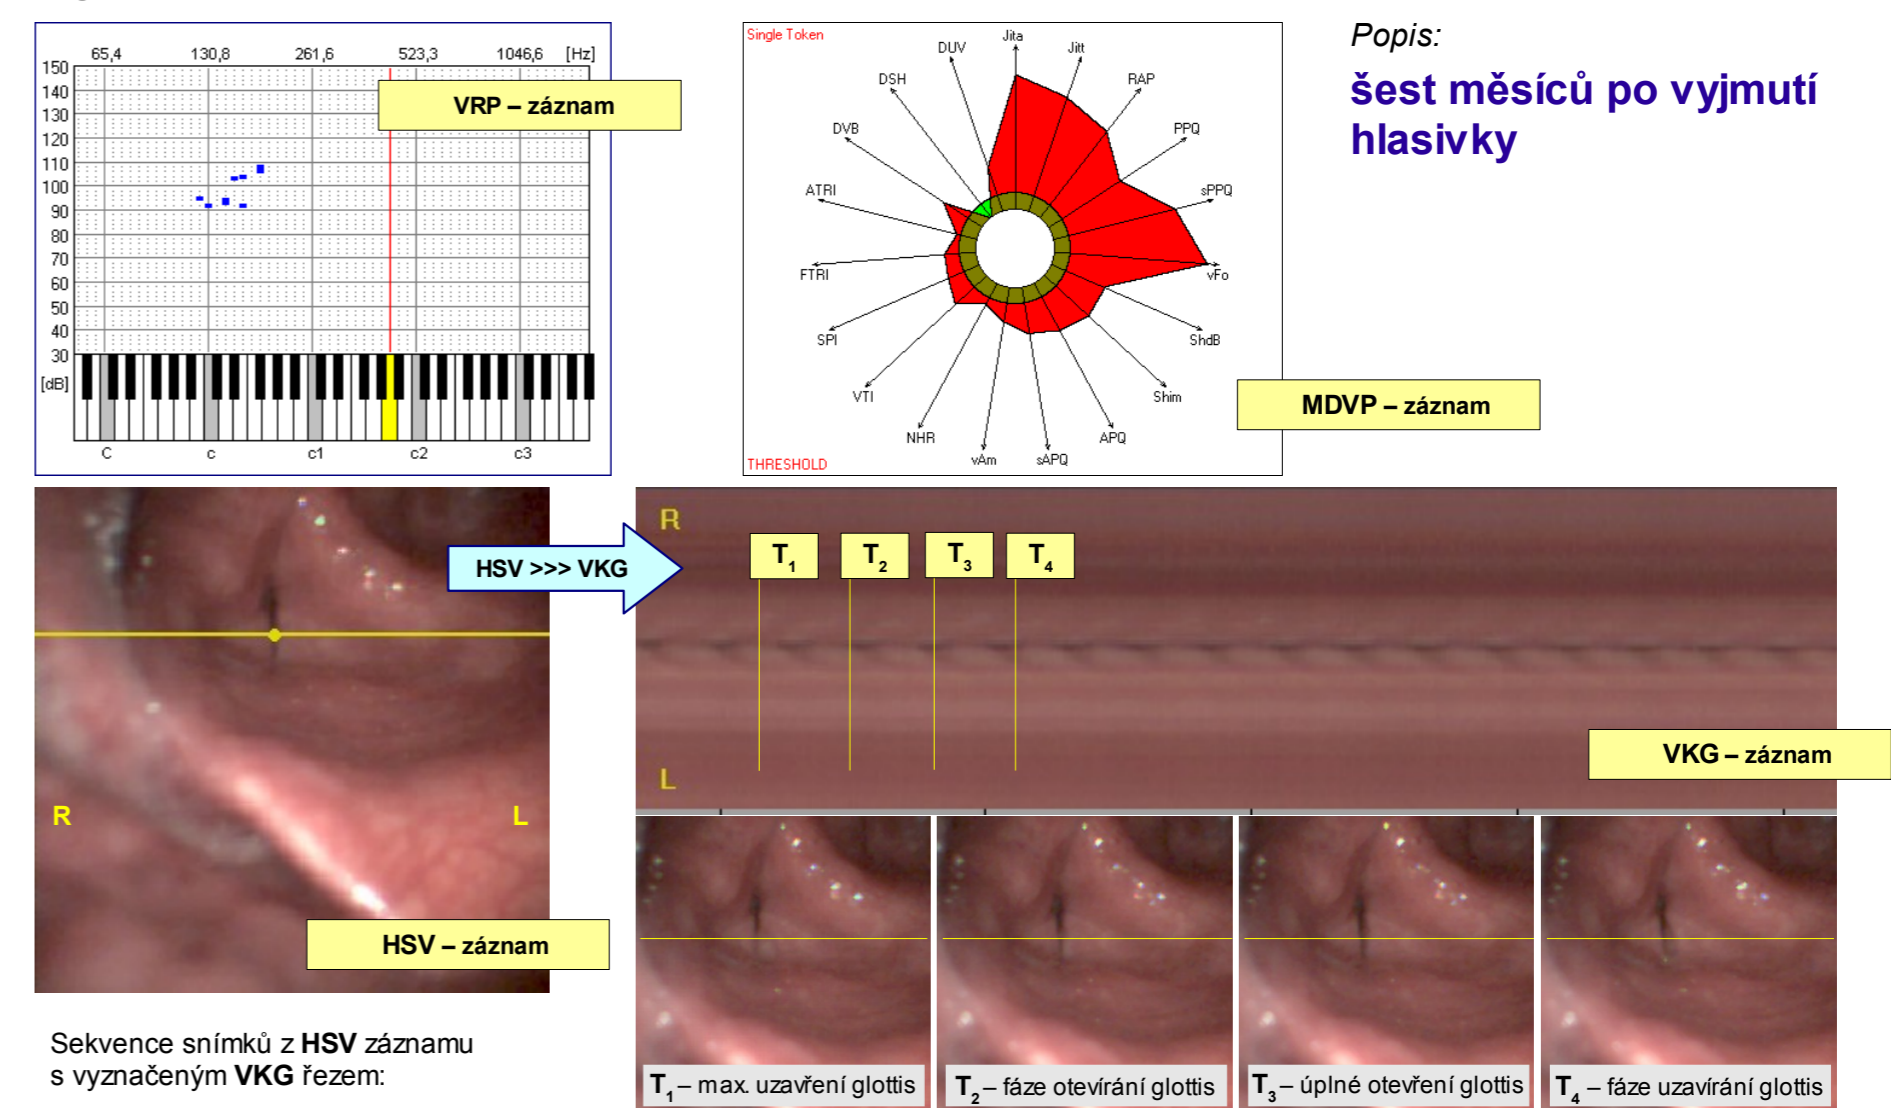 65,4 130,8 261,6 523,3 1046,6 [Hz]
150
140
130
120
110
100
90
80
70
60
50
40
30
[dB]
C c c1 c2 c3
VRP – záznam
Single Token
Jita
Jitt
RAP
PPQ
sPPQ
vFo
ShdB
Shim
APQ
sAPQ
vAm
NHR
VTI
SPI
FTRI
ATRI
DVB
DSH
DUV
THRESHOLD
MDVP – záznam
Popis:
šest měsíců po vyjmutí
hlasivky
R L
HSV – záznam
HSV >>> VKG
R
T1 T2 T3 T4
L
VKG – záznam
Sekvence snímků z HSV záznamu
s vyznačeným VKG řezem:
T1 – max. uzavření glottis
T2 – fáze otevírání glottis
T3 – úplné otevření glottis
T4 – fáze uzavírání glottis